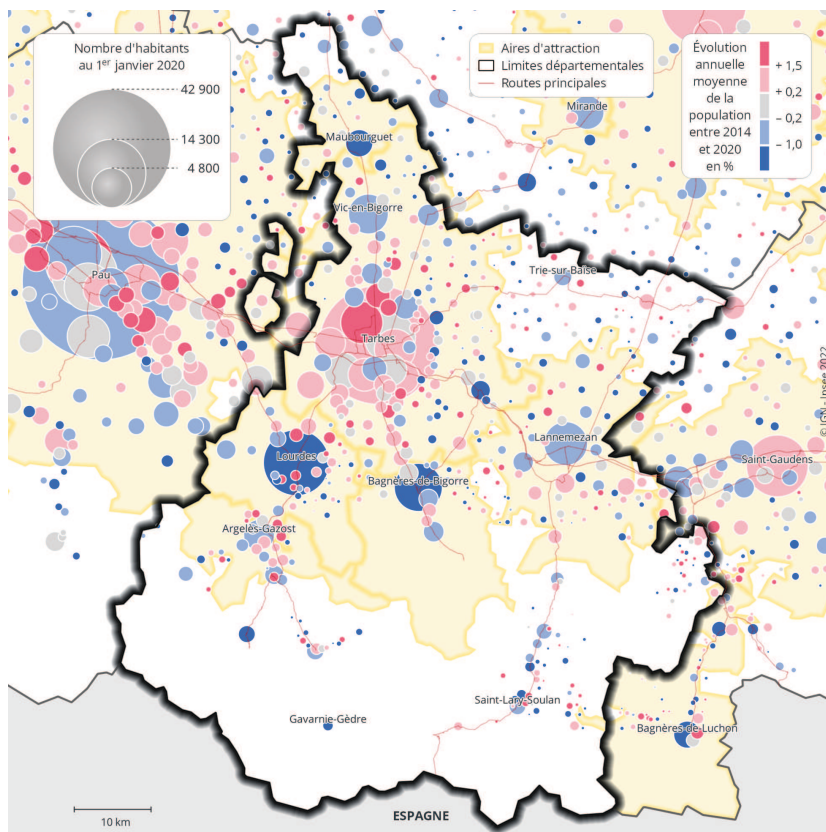 Nombre d'habitants
au 1er janvier 2020
42 900
14 300
4 800
Aires d'attraction
Limites départementales
Routes principales
Évolution
annuelle
moyenne
de la
population
entre 2014
et 2020
en %
+ 1,5
+ 0,2
− 0,2
− 1,0
Mirande
Maubourguet
Vic-en-Bigorre
Pau
Trie-sur-Baïse
Tarbes
© IGN - Insee 2022
Lannemezan
Lourdes
Saint-Gaudens
Bagnères-de-Bigorre
Argelès-Gazost
Saint-Lary-Soulan
Gavarnie-Gèdre
Bagnères-de-Luchon
10 km
ESPAGNE